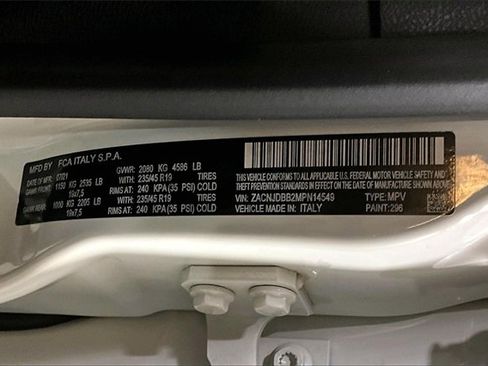 MFD BY FCA ITALY S.P.A.
DATE OF MFR: 07/21 GVWR: 2080 KG 4586 LB
GAWR FRONT: 1150 KG 2535 LB WITH: 235/45 R19 TIRES
19x7,5 RIMS AT: 240 KPA (35 PSI) COLD
GAWR REAR: 1000 KG 2205 LB WITH: 235/45 R19 TIRES
19x7,5 RIMS AT: 240 KPA (35 PSI) COLD
THIS VEHICLE CONFORMS TO ALL APPLICABLE U.S. FEDERAL MOTOR VEHICLE
SAFETY STANDARDS IN EFFECT ON THE DATE OF MANUFACTURE SHOWN ABOVE.
VIN: ZACNJDBB2MPN14549 TYPE: MPV
VEHICLE MADE IN: ITALY PAINT: 296